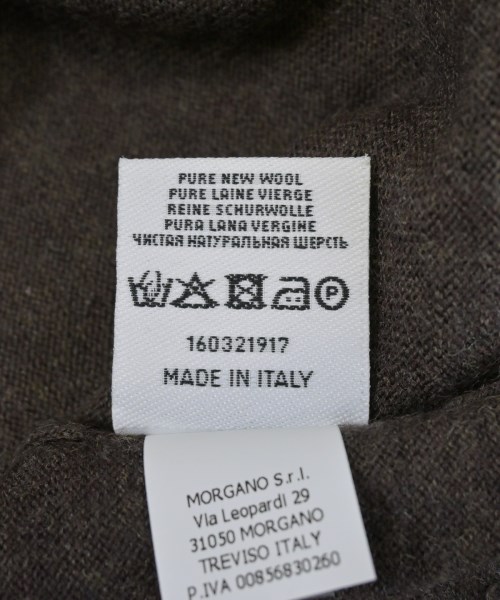 PURE NEW WOOL
PURE LAINE VIERGE
REINE SCHURWOLLE
PURA LANA VERGINE
ЧИСТАЯ НАТУРАЛЬНАЯ ШЕРСТЬ
P
160321917
MADE IN ITALY
MORGANO S.r.l.
Via Leopardi 29
31050 MORGANO
TREVISO ITALY
P.IVA 00856830260